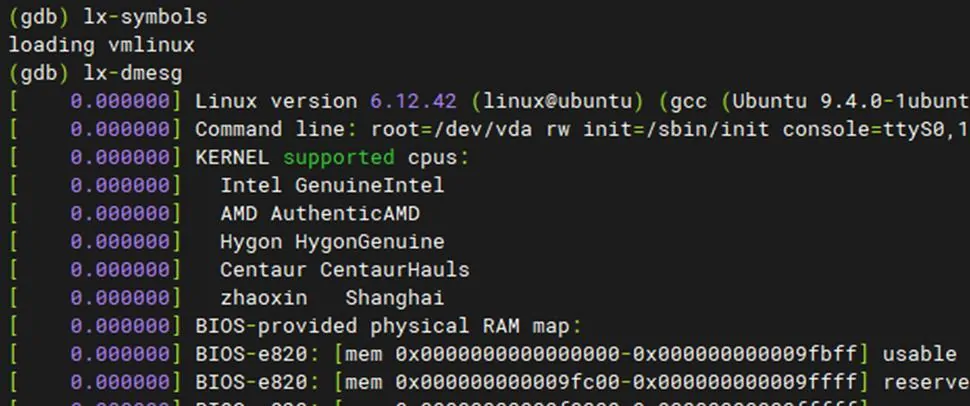 (gdb) lx-symbols
loading vmlinux
(gdb) lx-dmesg
[    0.000000] Linux version 6.12.42 (linux@ubuntu) (gcc (Ubuntu 9.4.0-1ubunt
[    0.000000] Command line: root=/dev/vda rw init=/sbin/init console=ttyS0,1
[    0.000000] KERNEL supported cpus:
[    0.000000]   Intel GenuineIntel
[    0.000000]   AMD AuthenticAMD
[    0.000000]   Hygon HygonGenuine
[    0.000000]   Centaur CentaurHauls
[    0.000000]   zhaoxin   Shanghai
[    0.000000] BIOS-provided physical RAM map:
[    0.000000] BIOS-e820: [mem 0x0000000000000000-0x000000000009fbff] usable
[    0.000000] BIOS-e820: [mem 0x000000000009fc00-0x000000000009ffff] reserve